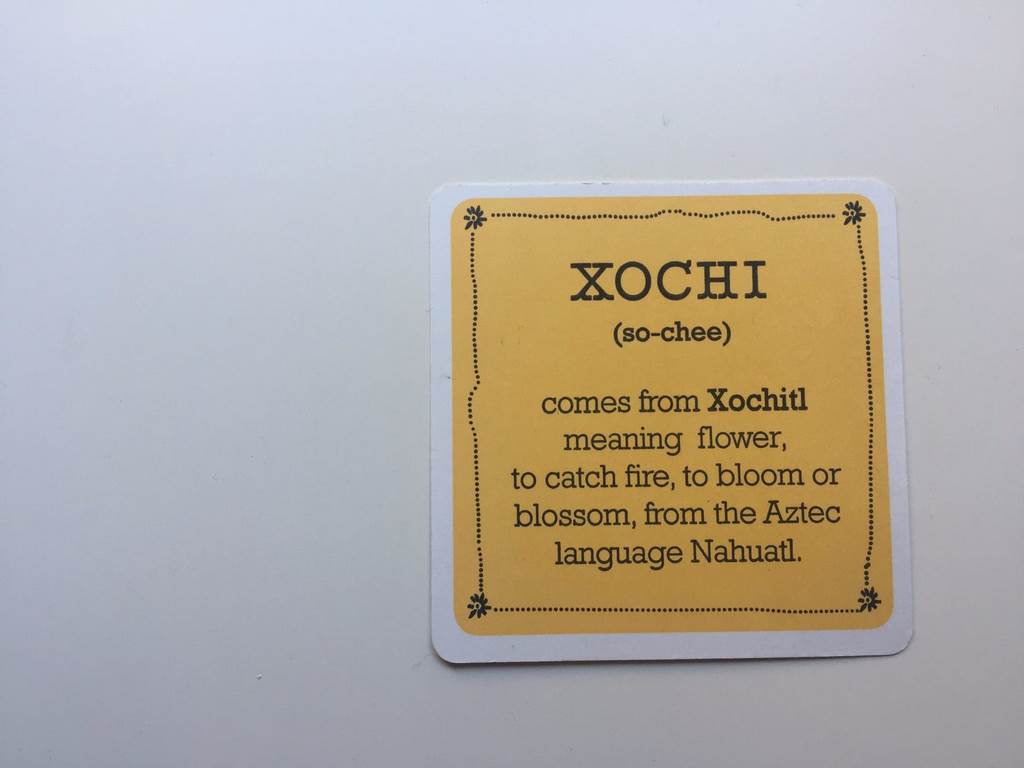 XOCHI
(so-chee)
comes from Xochitl
meaning flower,
to catch fire, to bloom or
blossom, from the Aztec
language Nahuatl.